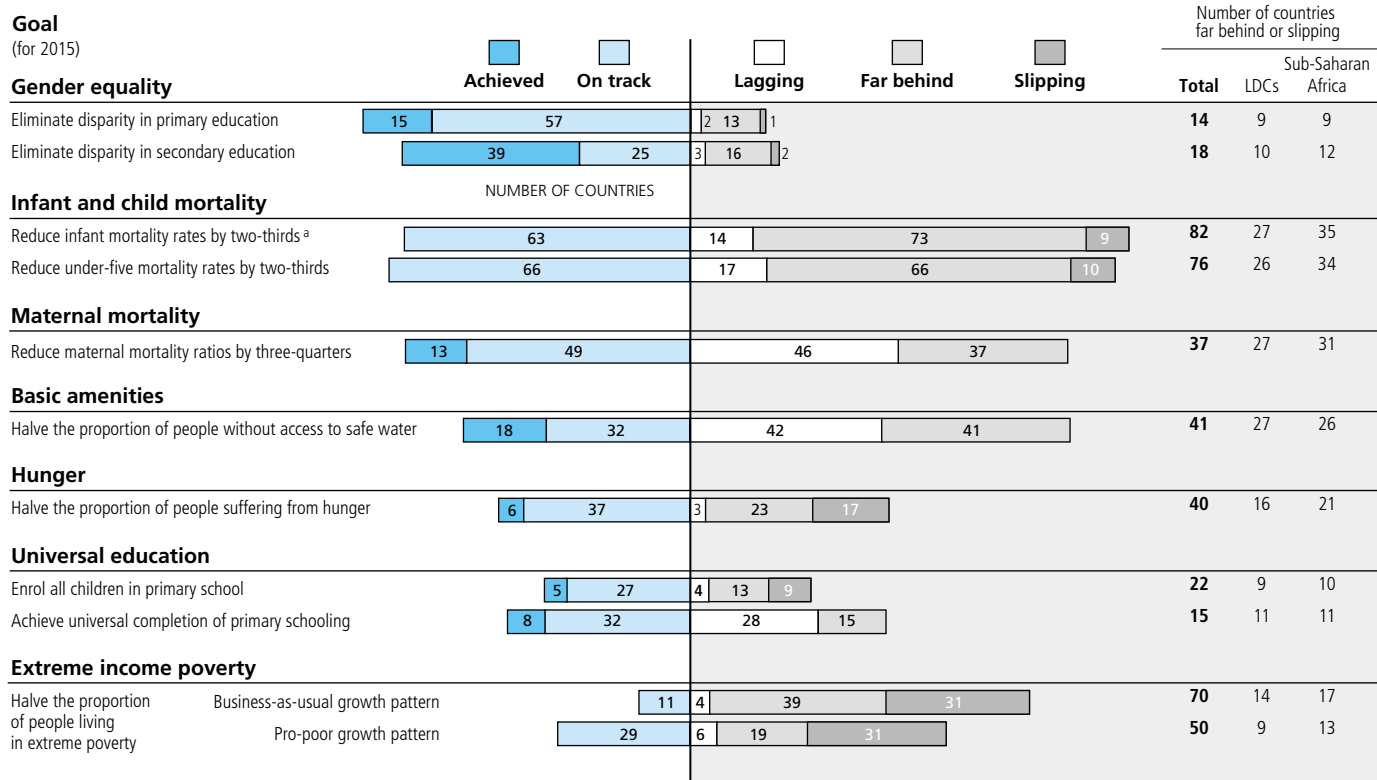 Goal
(for 2015)
Number of countries
far behind or slipping
Achieved On track Lagging Far behind Slipping
Total LDCs Sub-Saharan Africa
Gender equality
Eliminate disparity in primary education 15 57 2 13 1 14 9 9
Eliminate disparity in secondary education 39 25 3 16 2 18 10 12
NUMBER OF COUNTRIES
Infant and child mortality
Reduce infant mortality rates by two-thirds a 63 14 73 9 82 27 35
Reduce under-five mortality rates by two-thirds 66 17 66 10 76 26 34
Maternal mortality
Reduce maternal mortality ratios by three-quarters 13 49 46 37 37 27 31
Basic amenities
Halve the proportion of people without access to safe water 18 32 42 41 41 27 26
Hunger
Halve the proportion of people suffering from hunger 6 37 3 23 17 40 16 21
Universal education
Enrol all children in primary school 5 27 4 13 9 22 9 10
Achieve universal completion of primary schooling 8 32 28 15 15 11 11
Extreme income poverty
Halve the proportion
of people living
in extreme poverty
Business-as-usual growth pattern 11 4 39 31 70 14 17
Pro-poor growth pattern 29 6 19 31 50 9 13